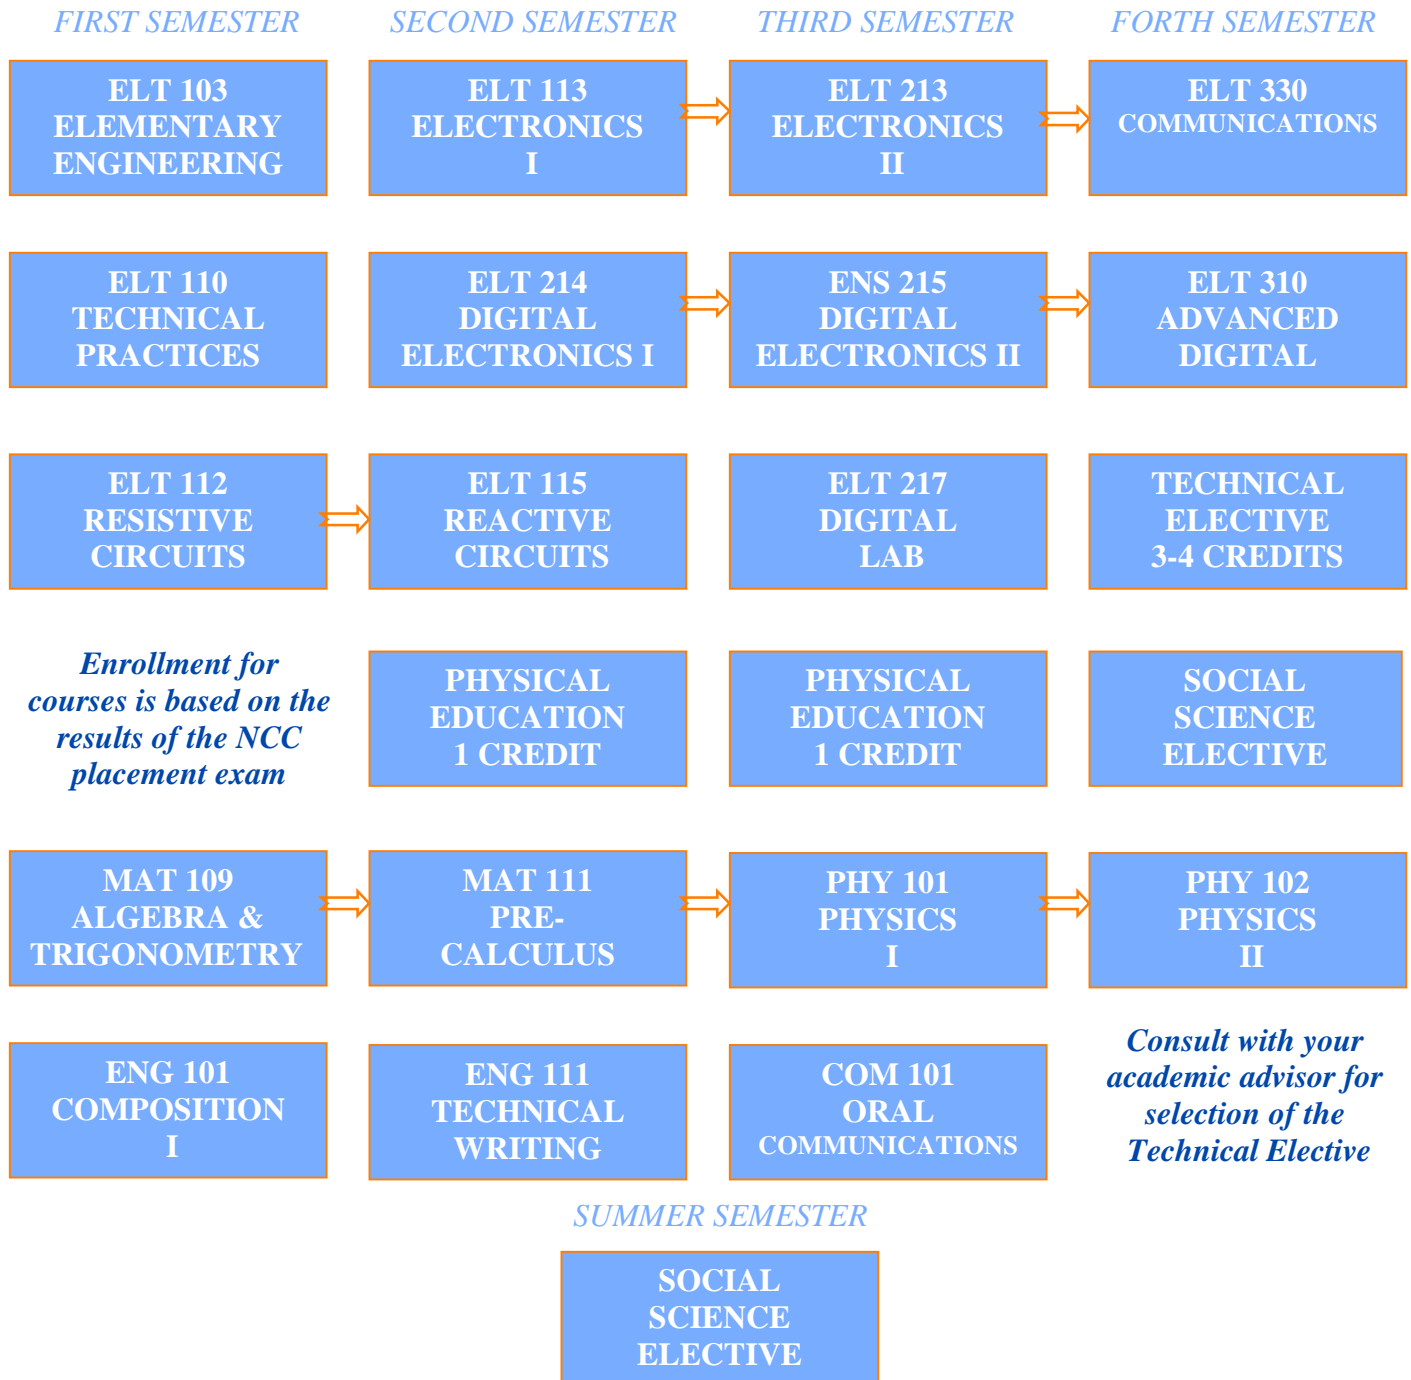 FIRST SEMESTER
SECOND SEMESTER
THIRD SEMESTER
FORTH SEMESTER
ELT 103
ELEMENTARY
ENGINEERING
ELT 113
ELECTRONICS
I
ELT 213
ELECTRONICS
II
ELT 330
COMMUNICATIONS
ELT 110
TECHNICAL
PRACTICES
ELT 214
DIGITAL
ELECTRONICS I
ENS 215
DIGITAL
ELECTRONICS II
ELT 310
ADVANCED
DIGITAL
ELT 112
RESISTIVE
CIRCUITS
ELT 115
REACTIVE
CIRCUITS
ELT 217
DIGITAL
LAB
TECHNICAL
ELECTIVE
3-4 CREDITS
Enrollment for
courses is based on the
results of the NCC
placement exam
PHYSICAL
EDUCATION
1 CREDIT
PHYSICAL
EDUCATION
1 CREDIT
SOCIAL
SCIENCE
ELECTIVE
MAT 109
ALGEBRA &
TRIGONOMETRY
MAT 111
PRE-
CALCULUS
PHY 101
PHYSICS
I
PHY 102
PHYSICS
II
ENG 101
COMPOSITION
I
ENG 111
TECHNICAL
WRITING
COM 101
ORAL
COMMUNICATIONS
Consult with your
academic advisor for
selection of the
Technical Elective
SUMMER SEMESTER
SOCIAL
SCIENCE
ELECTIVE